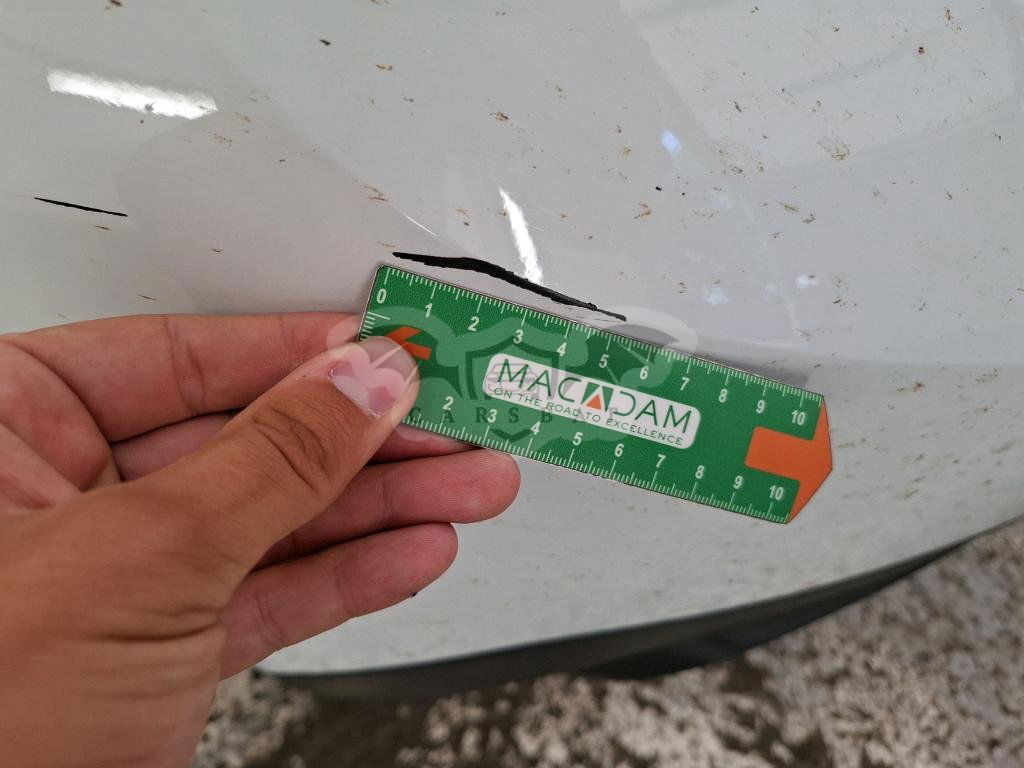 0 1 2 3 4 5 6 7 8 9 10
MACADAM
ON THE ROAD TO EXCELLENCE
2 3 4 5 6 7 8 9 10